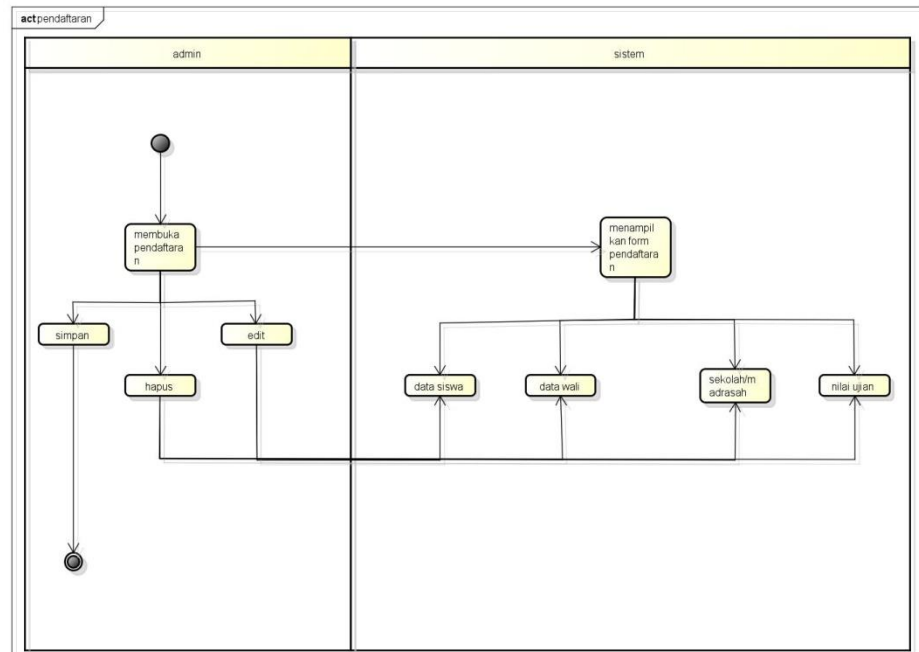 act pendaftaran
admin
sistem
membuka
pendaftara
n
menampil
kan form
pendaftara
n
simpan
edit
hapus
data siswa
data wali
sekolah/m
adrasah
nilai ujian